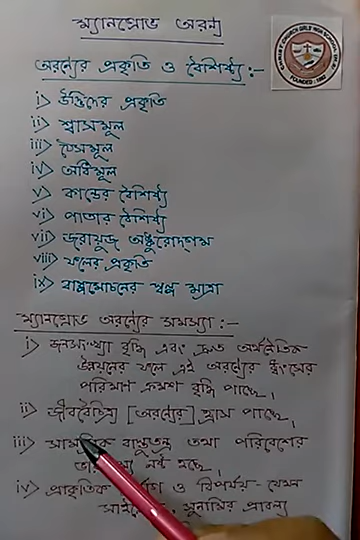 ম্যানগ্রোভ অরণ্য
অরণ্যের প্রকৃতি ও বৈশিষ্ট্য :-
i> উদ্ভিদের প্রকৃতি
ii> শ্বাসমূল
iii> ঠেসমূল
iv> অধিমূল
v> কান্ডের বৈশিষ্ট্য
vi> পাতার বৈশিষ্ট্য
vii> জরায়ুজ অঙ্কুরোদ্গম
viii> ফলের প্রকৃতি
ix> বাষ্পমোচনের স্বল্প মাত্রা
ম্যানগ্রোভ অরণ্যের সমস্যা :-
i> জনসংখ্যা বৃদ্ধি এবং দ্রুত অর্থনৈতিক
উন্নয়নের ফলে এই অরণ্যের ধ্বংসের
পরিমাণ ক্রমশ বৃদ্ধি পাচ্ছে,
ii> জীববৈচিত্র্য [অরণ্যের] হ্রাস পাচ্ছে,
iii> সামগ্রিক বাস্তুতন্ত্র তথা পরিবেশের
নষ্ট হচ্ছে,
iv> প্রাকৃতিক ও বিপর্যয় - যেমন
সুনামির প্রাবল্য